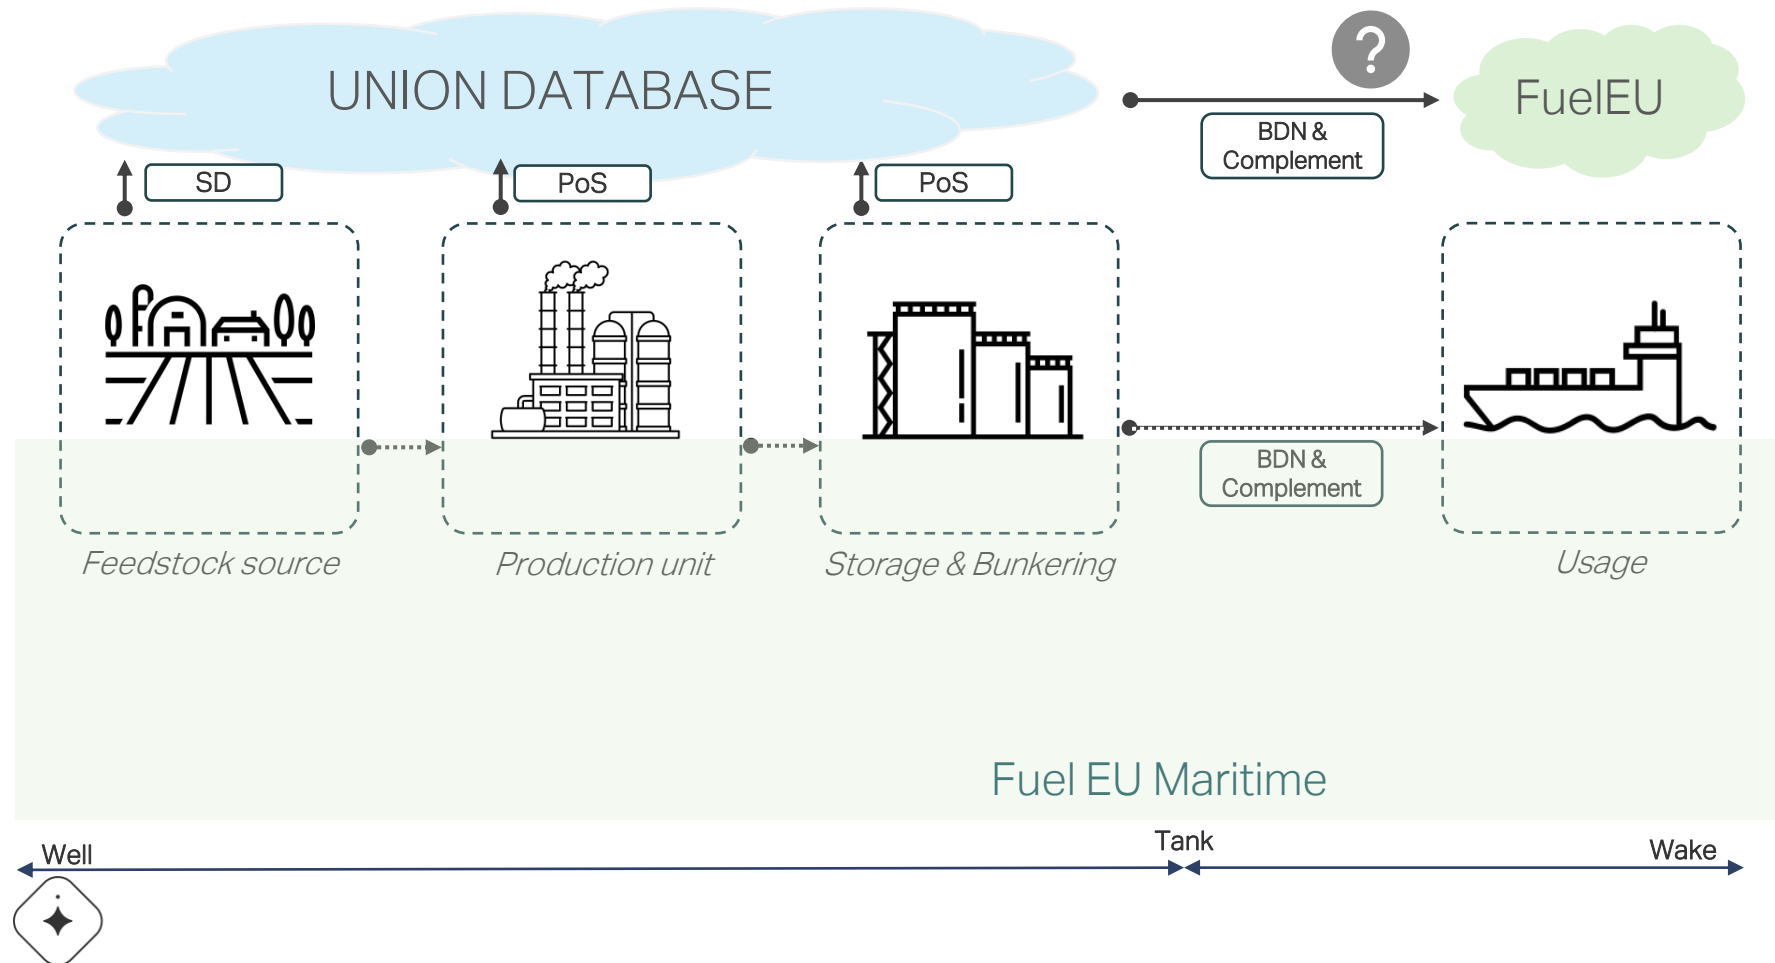 UNION DATABASE
?
FuelEU
BDN &
Complement
SD
PoS
PoS
BDN &
Complement
Feedstock source
Production unit
Storage & Bunkering
Usage
Fuel EU Maritime
Well
Tank
Wake